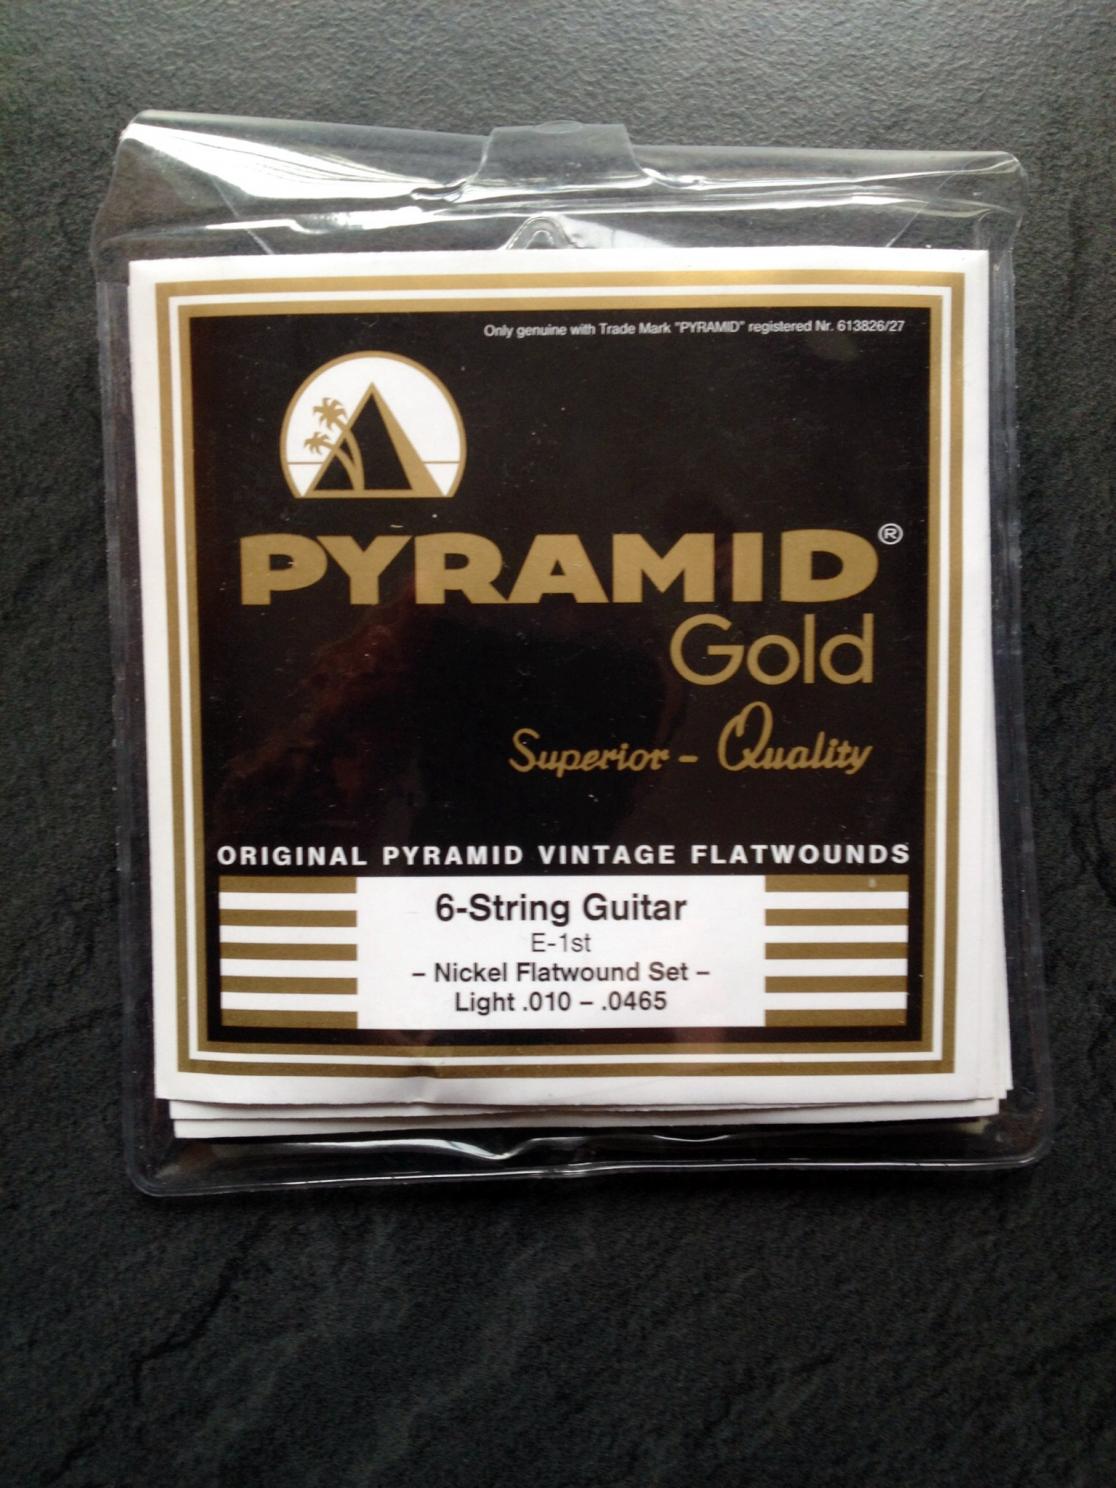 Only genuine with Trade Mark "PYRAMID" registered Nr. 613826/27
PYRAMID®
Gold
Superior - Quality
ORIGINAL PYRAMID VINTAGE FLATWOUNDS
6-String Guitar
E-1st
– Nickel Flatwound Set –
Light .010 – .0465